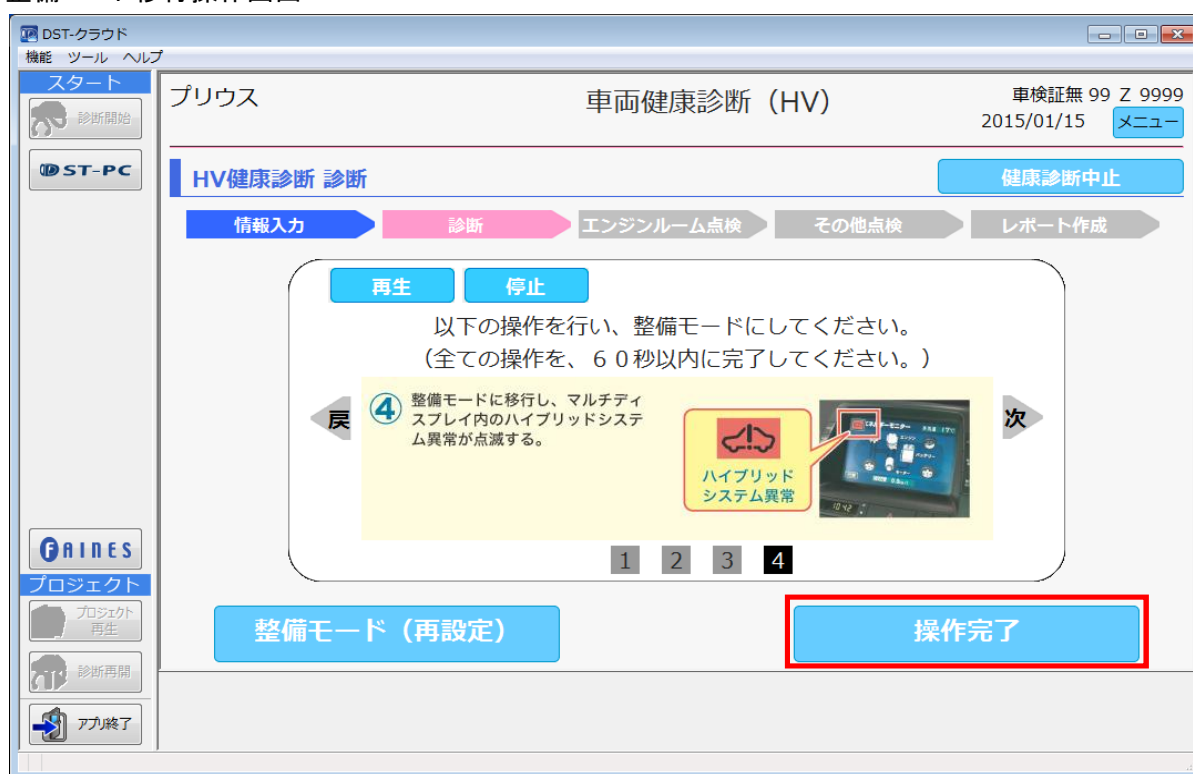 DST-クラウド
機能 ツール ヘルプ
スタート
診断開始
DST-PC
FAINES
プロジェクト
プロジェクト
再生
診断再開
アプリ終了
プリウス
車両健康診断（HV）
車検証無 99 Z 9999
2015/01/15
メニュー
HV健康診断 診断
健康診断中止
情報入力 診断 エンジンルーム点検 その他点検 レポート作成
再生 停止
以下の操作を行い、整備モードにしてください。
（全ての操作を、６０秒以内に完了してください。）
戻
④ 整備モードに移行し、マルチディ
スプレイ内のハイブリッドシステ
ム異常が点滅する。
ハイブリッド
システム異常
次
1 2 3 4
整備モード（再設定）
操作完了